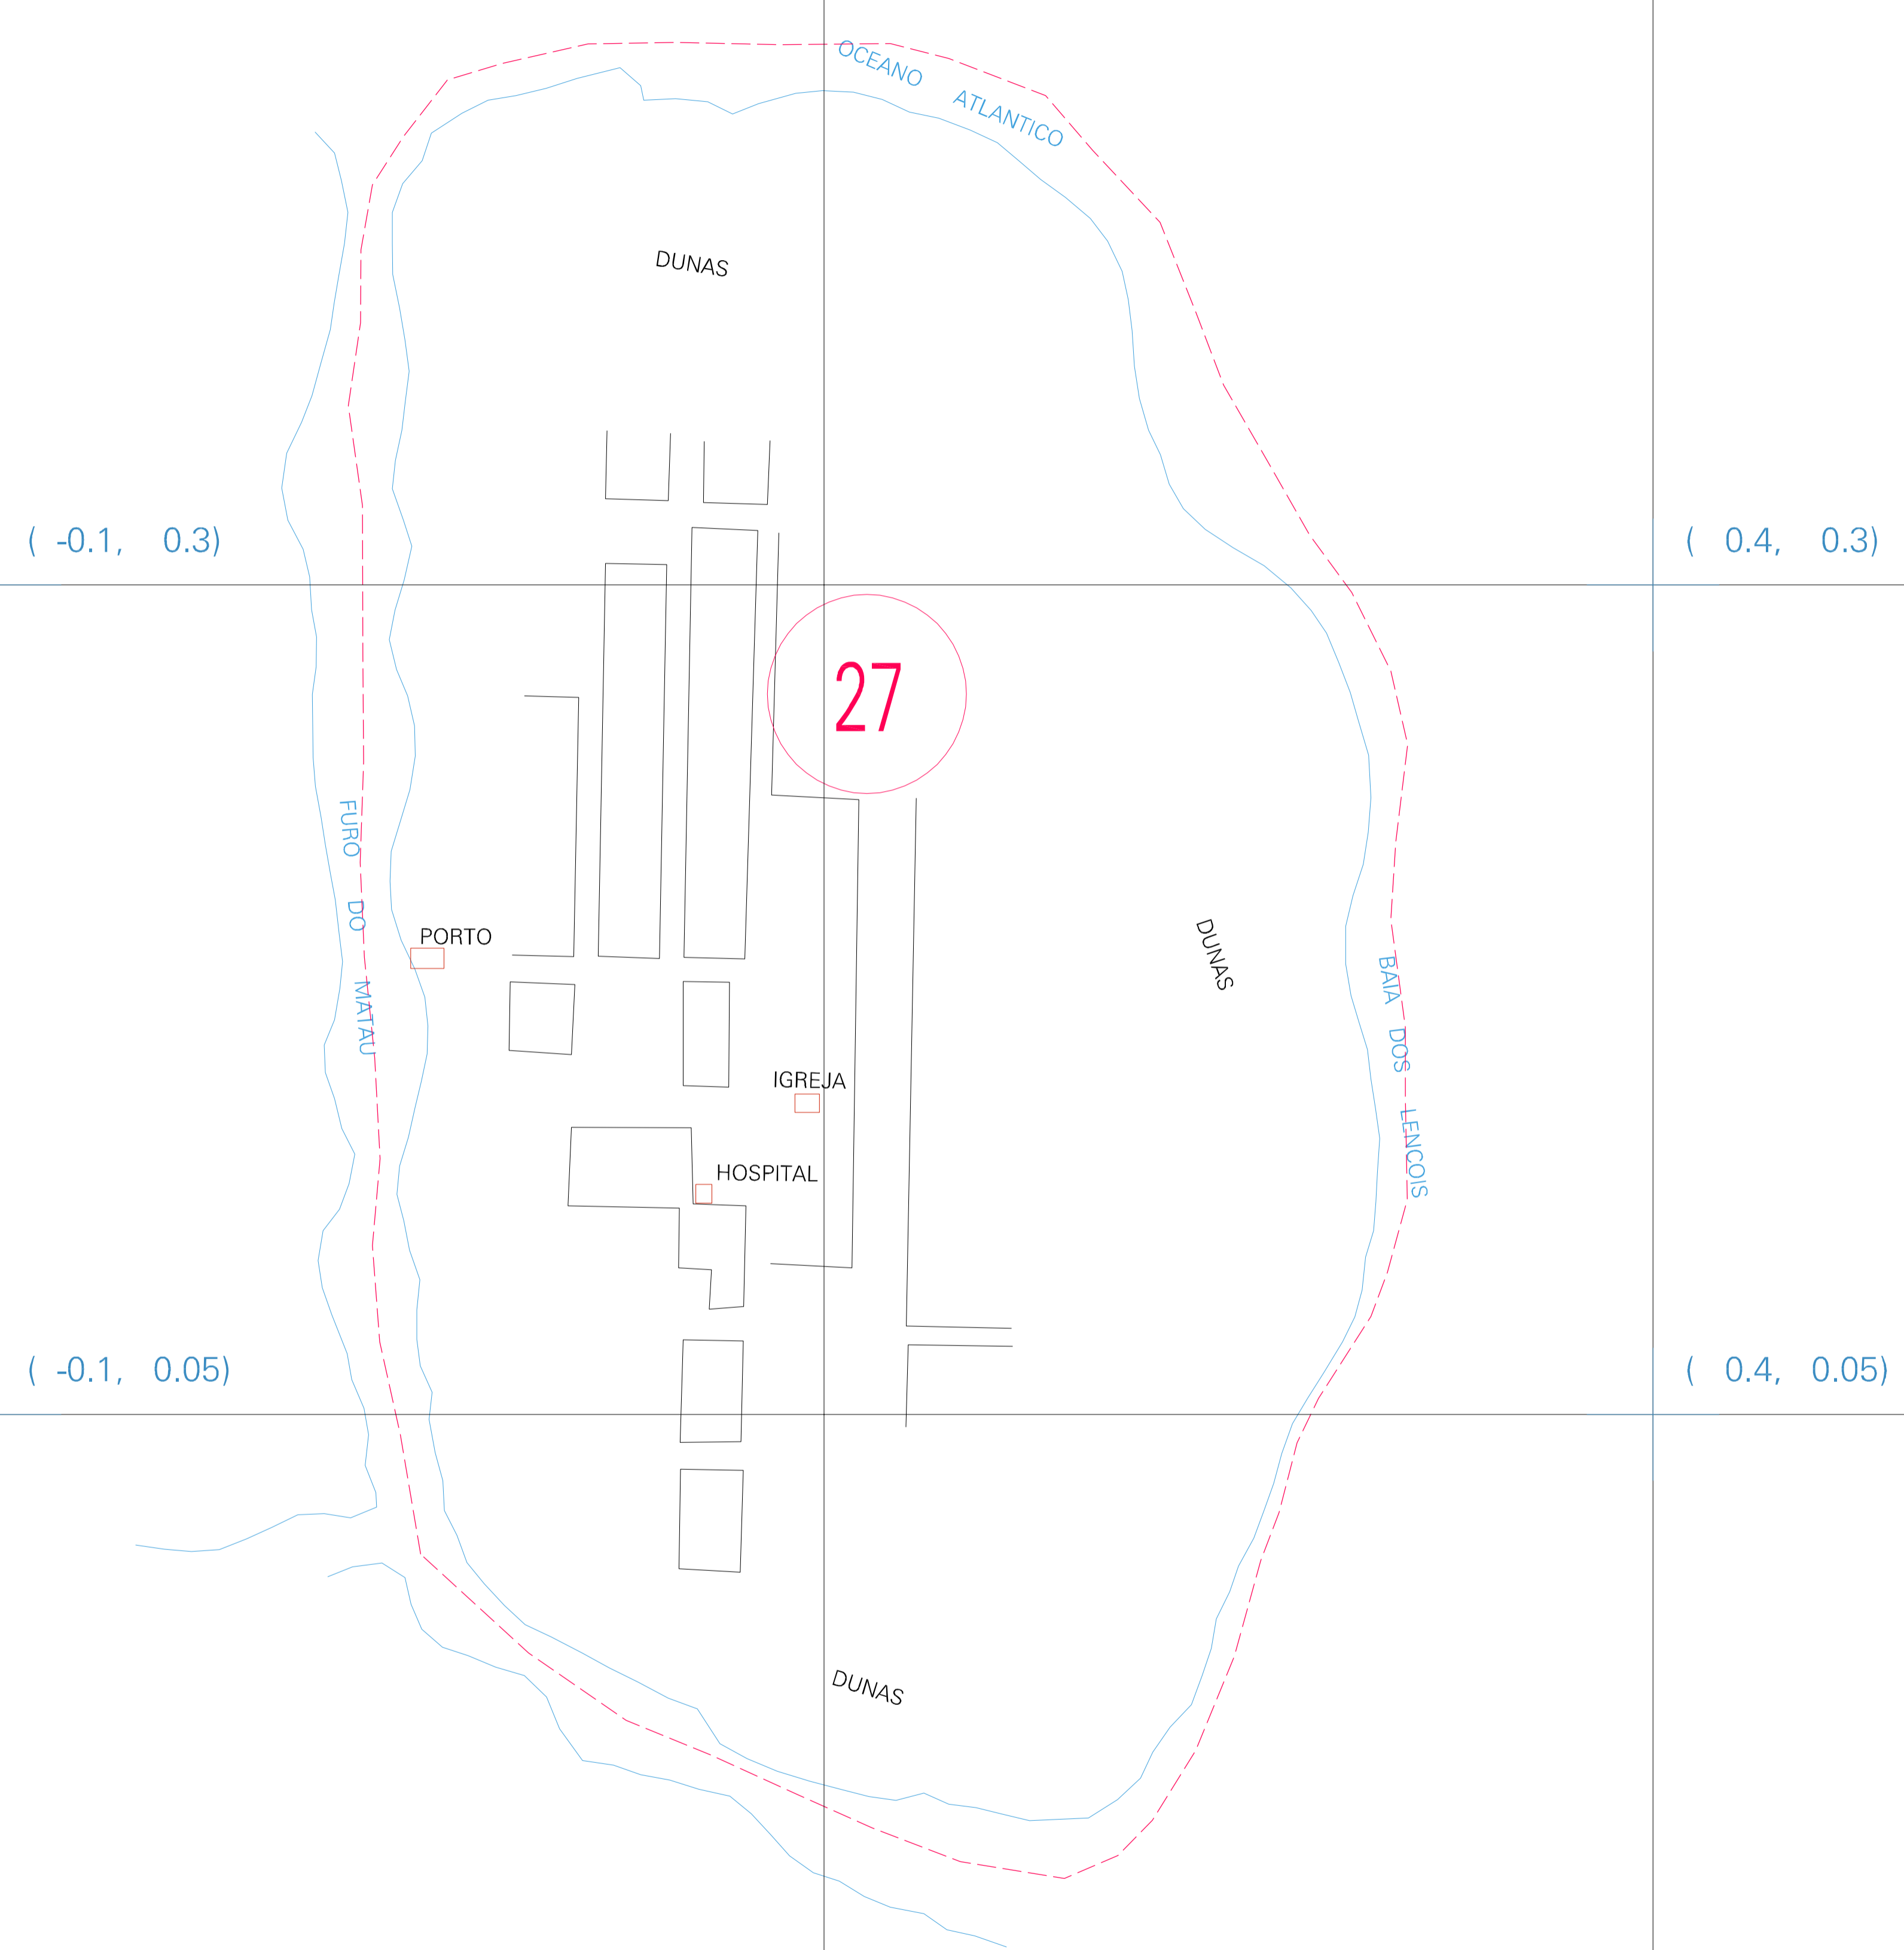 OCEANO ATLANTICO
DUNAS
( -0.1, 0.3)
( 0.4, 0.3)
27
FURO DO MATAU
PORTO
DUNAS
BAIA DOS LENCOIS
IGREJA
HOSPITAL
( -0.1, 0.05)
( 0.4, 0.05)
DUNAS